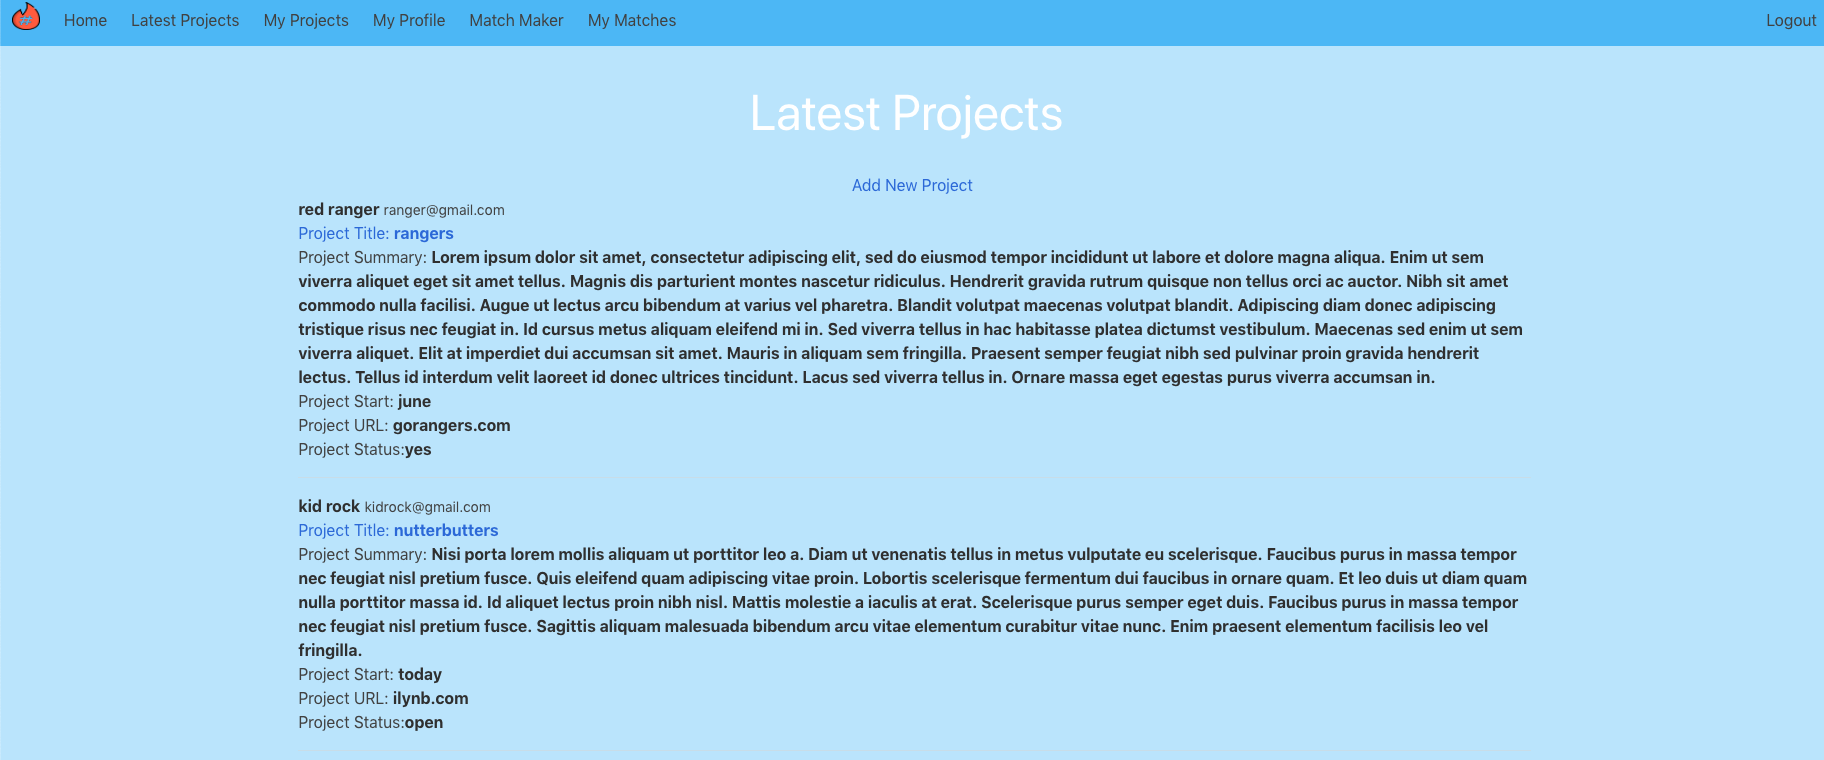 Home Latest Projects My Projects My Profile Match Maker My Matches Logout
Latest Projects
Add New Project
red ranger ranger@gmail.com
Project Title: rangers
Project Summary: Lorem ipsum dolor sit amet, consectetur adipiscing elit, sed do eiusmod tempor incididunt ut labore et dolore magna aliqua. Enim ut sem
viverra aliquet eget sit amet tellus. Magnis dis parturient montes nascetur ridiculus. Hendrerit gravida rutrum quisque non tellus orci ac auctor. Nibh sit amet
commodo nulla facilisi. Augue ut lectus arcu bibendum at varius vel pharetra. Blandit volutpat maecenas volutpat blandit. Adipiscing diam donec adipiscing
tristique risus nec feugiat in. Id cursus metus aliquam eleifend mi in. Sed viverra tellus in hac habitasse platea dictumst vestibulum. Maecenas sed enim ut sem
viverra aliquet. Elit at imperdiet dui accumsan sit amet. Mauris in aliquam sem fringilla. Praesent semper feugiat nibh sed pulvinar proin gravida hendrerit
lectus. Tellus id interdum velit laoreet id donec ultrices tincidunt. Lacus sed viverra tellus in. Ornare massa eget egestas purus viverra accumsan in.
Project Start: june
Project URL: gorangers.com
Project Status:yes
kid rock kidrock@gmail.com
Project Title: nutterbutters
Project Summary: Nisi porta lorem mollis aliquam ut porttitor leo a. Diam ut venenatis tellus in metus vulputate eu scelerisque. Faucibus purus in massa tempor
nec feugiat nisl pretium fusce. Quis eleifend quam adipiscing vitae proin. Lobortis scelerisque fermentum dui faucibus in ornare quam. Et leo duis ut diam quam
nulla porttitor massa id. Id aliquet lectus proin nibh nisl. Mattis molestie a iaculis at erat. Scelerisque purus semper eget duis. Faucibus purus in massa tempor
nec feugiat nisl pretium fusce. Sagittis aliquam malesuada bibendum arcu vitae elementum curabitur vitae nunc. Enim praesent elementum facilisis leo vel
fringilla.
Project Start: today
Project URL: ilynb.com
Project Status:open